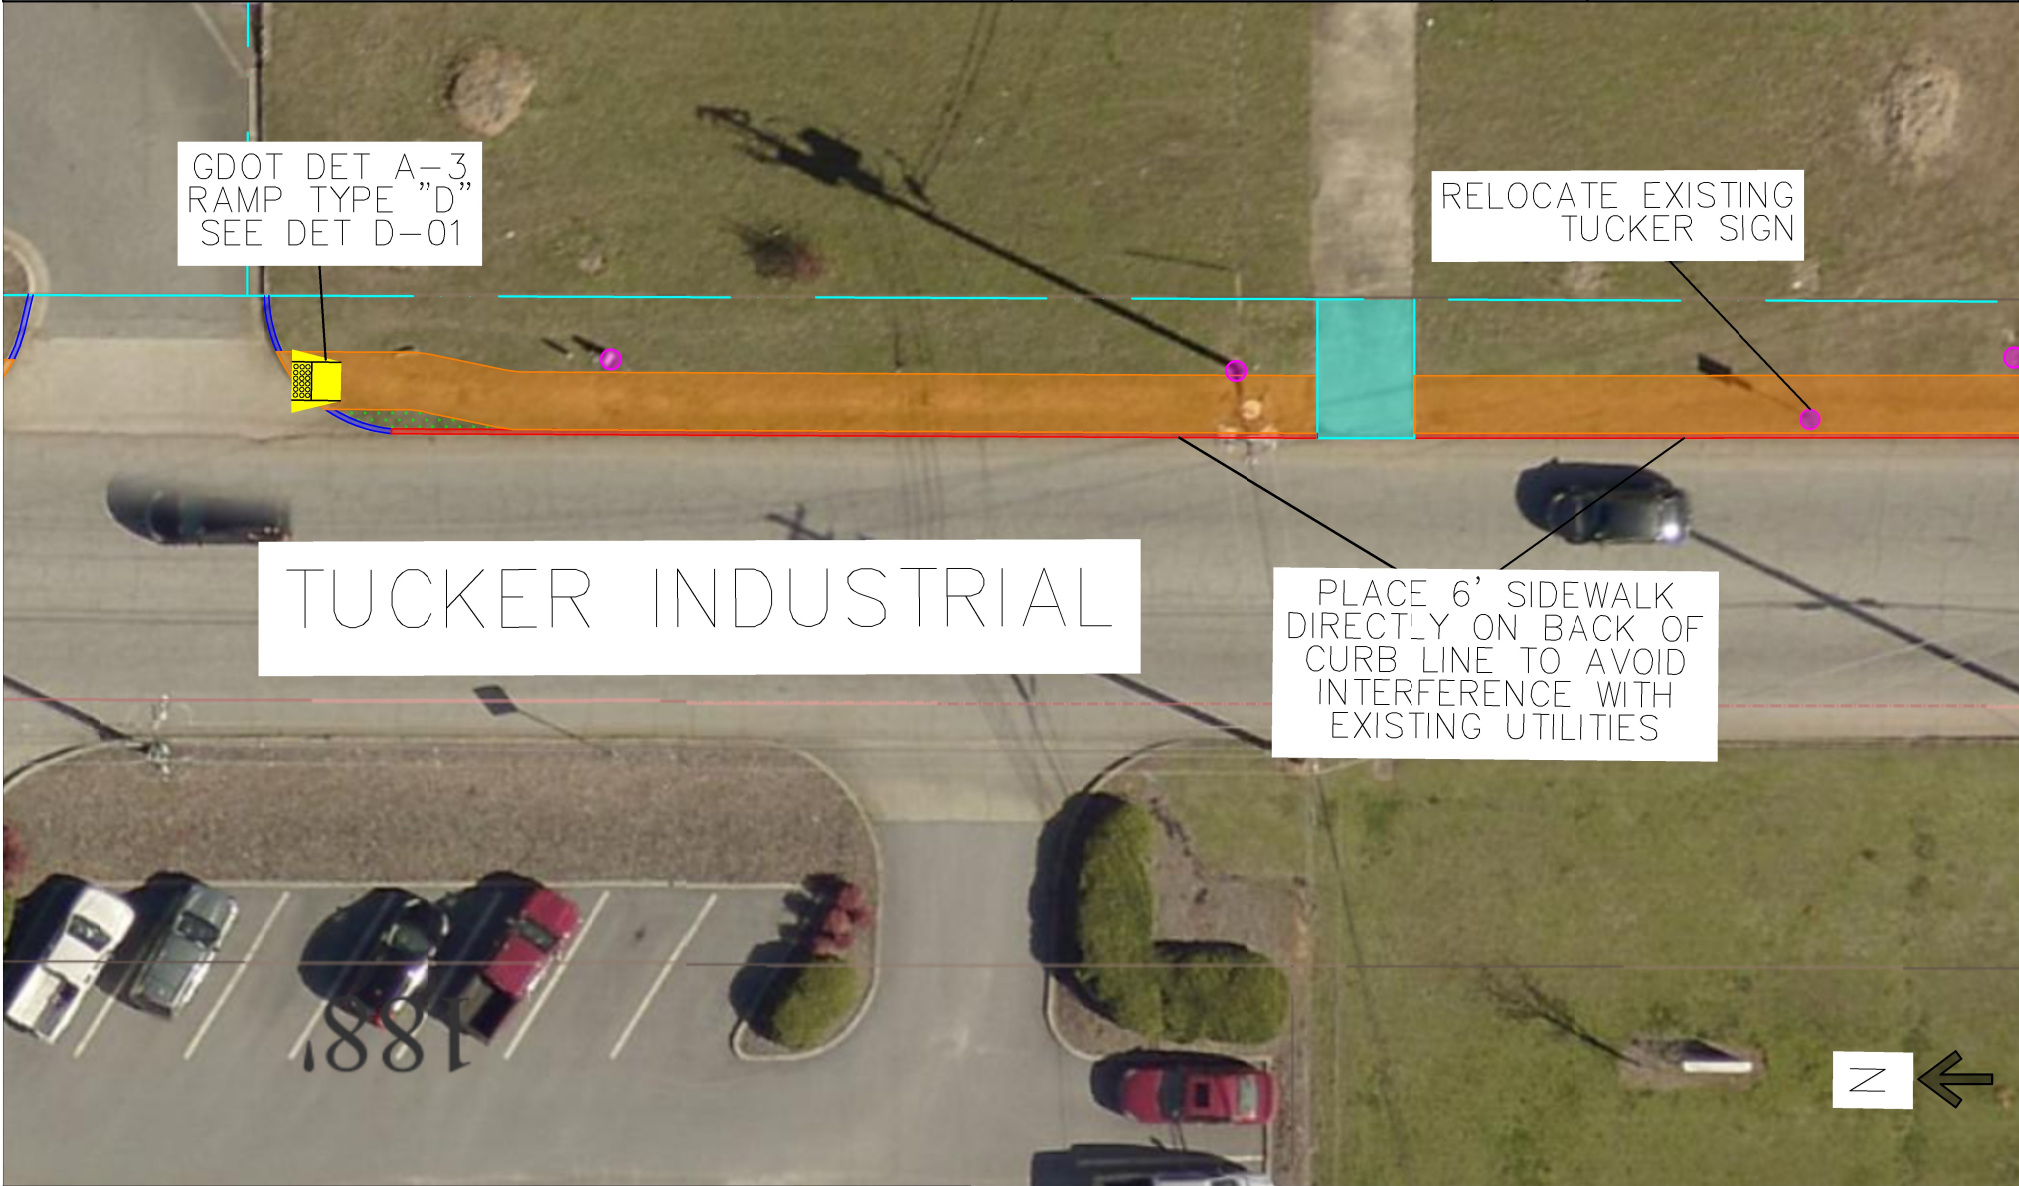 GDOT DET A-3
RAMP TYPE "D"
SEE DET D-01
RELOCATE EXISTING
TUCKER SIGN
TUCKER INDUSTRIAL
PLACE 6' SIDEWALK
DIRECTLY ON BACK OF
CURB LINE TO AVOID
INTERFERENCE WITH
EXISTING UTILITIES
188'
N